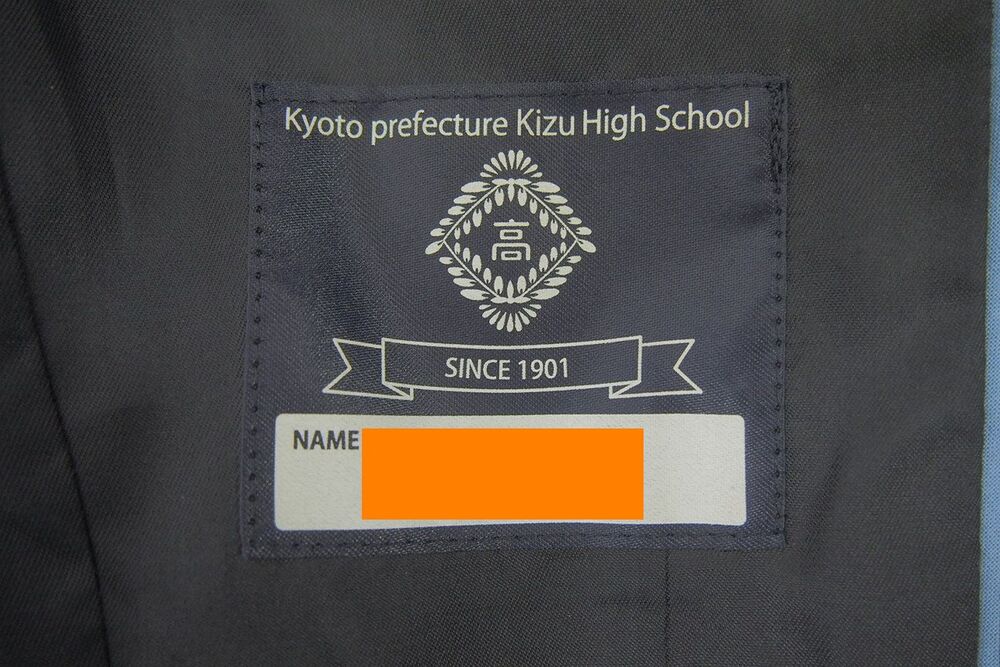 Kyoto prefecture Kizu High School
高
SINCE 1901
NAME